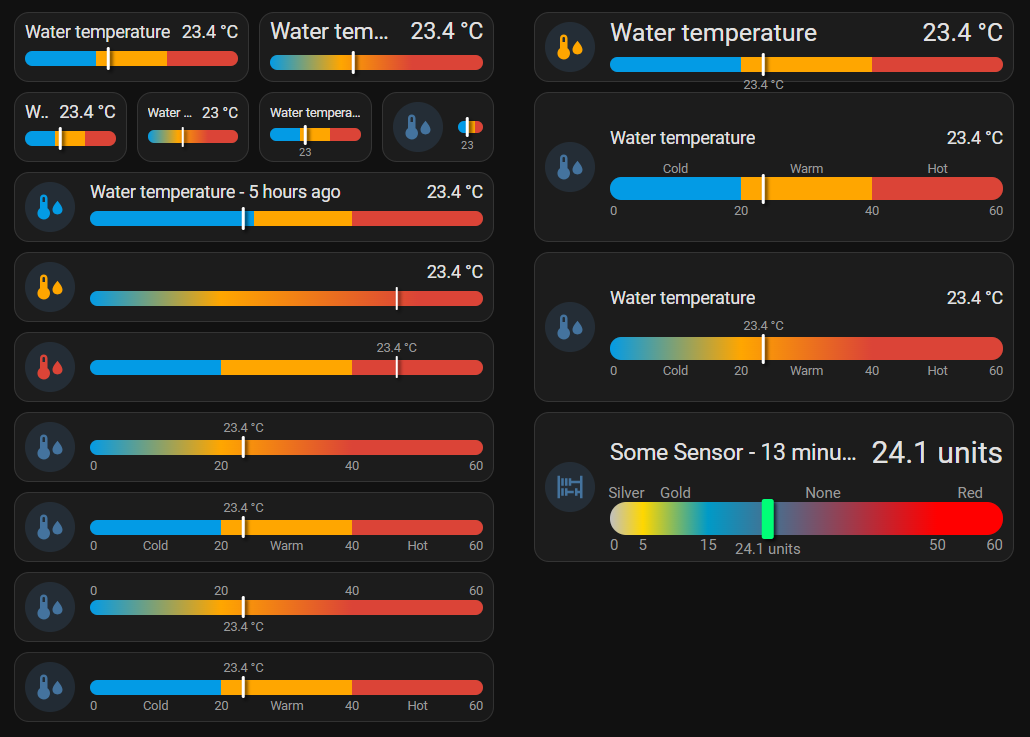 Water temperature 23.4 °C
Water tem... 23.4 °C
W.. 23.4 °C
Water ... 23 °C
Water tempera...
23
23
Water temperature - 5 hours ago 23.4 °C
23.4 °C
23.4 °C
23.4 °C
0 20 40 60
23.4 °C
0 Cold 20 Warm 40 Hot 60
0 20 40 60
23.4 °C
23.4 °C
0 Cold 20 Warm 40 Hot 60
Water temperature 23.4 °C
23.4 °C
Water temperature 23.4 °C
Cold Warm Hot
0 20 40 60
Water temperature 23.4 °C
23.4 °C
0 Cold 20 Warm 40 Hot 60
Some Sensor - 13 minu... 24.1 units
Silver Gold None Red
0 5 15 24.1 units 50 60